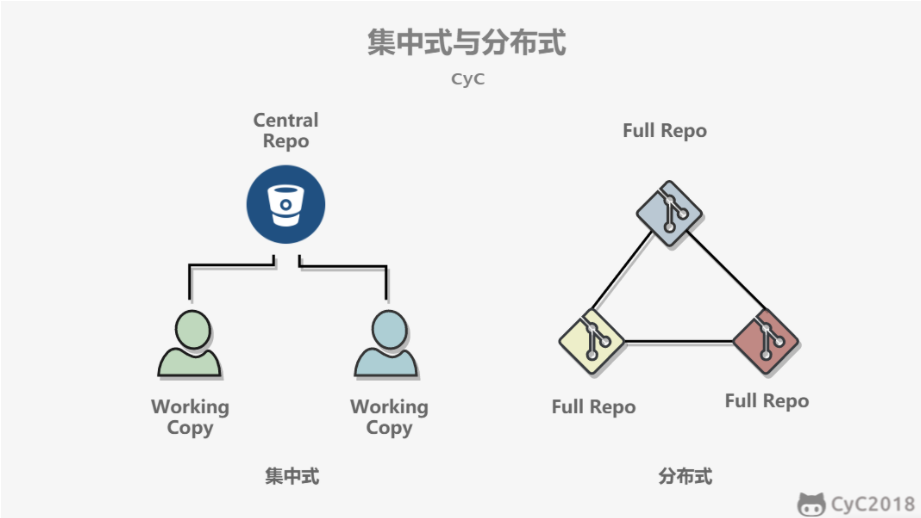 集中式与分布式
CyC
Central
Repo
Full Repo
Working
Copy
Working
Copy
Full Repo
Full Repo
集中式
分布式
CyC2018